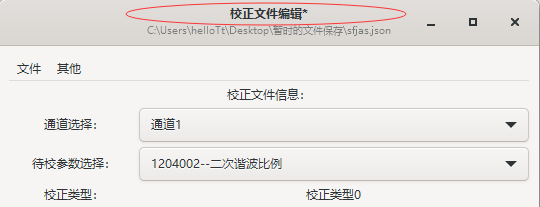 校正文件编辑*
C:\Users\helloTt\Desktop\暂时的文件保存\sfjas.json
文件 其他
校正文件信息:
通道选择: 通道1
待校参数选择: 1204002--二次谐波比例
校正类型: 校正类型0